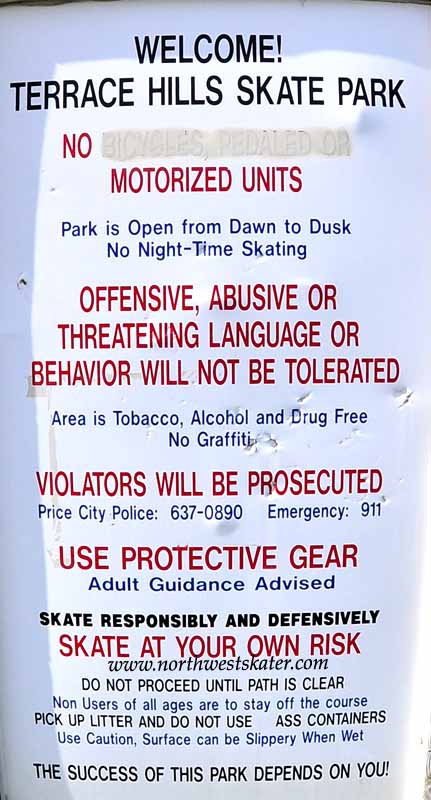 WELCOME!
TERRACE HILLS SKATE PARK
NO BICYCLES, PEDALED OR
MOTORIZED UNITS
Park is Open from Dawn to Dusk
No Night-Time Skating
OFFENSIVE, ABUSIVE OR
THREATENING LANGUAGE OR
BEHAVIOR WILL NOT BE TOLERATED
Area is Tobacco, Alcohol and Drug Free
No Graffiti
VIOLATORS WILL BE PROSECUTED
Price City Police: 637-0890 Emergency: 911
USE PROTECTIVE GEAR
Adult Guidance Advised
SKATE RESPONSIBLY AND DEFENSIVELY
SKATE AT YOUR OWN RISK
www.northwestskater.com
DO NOT PROCEED UNTIL PATH IS CLEAR
Non Users of all ages are to stay off the course
PICK UP LITTER AND DO NOT USE ASS CONTAINERS
Use Caution, Surface can be Slippery When Wet
THE SUCCESS OF THIS PARK DEPENDS ON YOU!